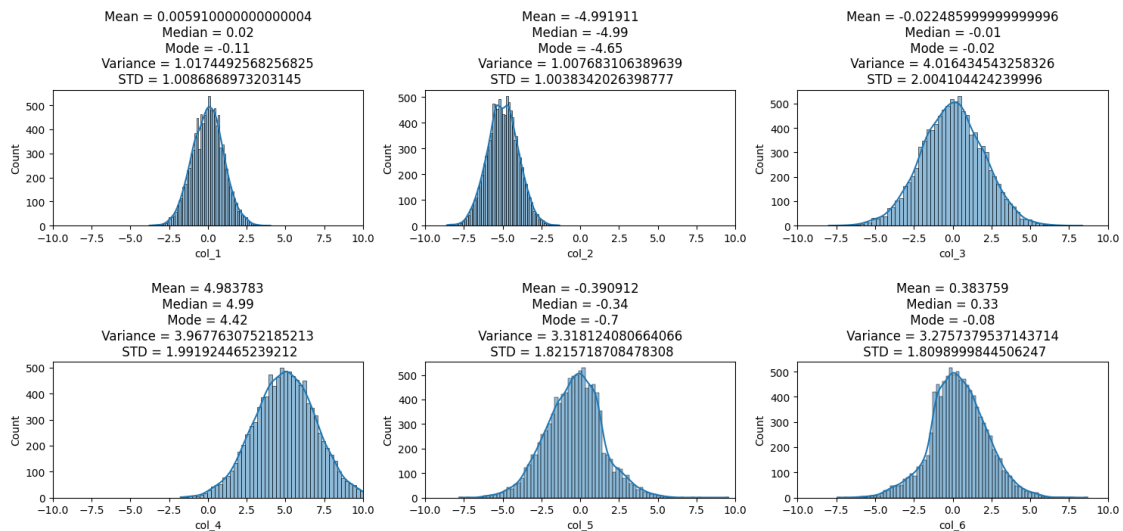 Mean = 0.005910000000000004
Median = 0.02
Mode = -0.11
Variance = 1.0174492568256825
STD = 1.0086868973203145
500
400
300
200
100
0
Count
−10.0 −7.5 −5.0 −2.5 0.0 2.5 5.0 7.5 10.0
col_1
Mean = -4.991911
Median = -4.99
Mode = -4.65
Variance = 1.007683106389639
STD = 1.0038342026398777
500
400
300
200
100
0
Count
−10.0 −7.5 −5.0 −2.5 0.0 2.5 5.0 7.5 10.0
col_2
Mean = -0.022485999999999996
Median = -0.01
Mode = -0.02
Variance = 4.016434543258326
STD = 2.004104424239996
500
400
300
200
100
0
Count
−10.0 −7.5 −5.0 −2.5 0.0 2.5 5.0 7.5 10.0
col_3
Mean = 4.983783
Median = 4.99
Mode = 4.42
Variance = 3.9677630752185213
STD = 1.991924465239212
500
400
300
200
100
0
Count
−10.0 −7.5 −5.0 −2.5 0.0 2.5 5.0 7.5 10.0
col_4
Mean = -0.390912
Median = -0.34
Mode = -0.7
Variance = 3.318124080664066
STD = 1.8215718708478308
500
400
300
200
100
0
Count
−10.0 −7.5 −5.0 −2.5 0.0 2.5 5.0 7.5 10.0
col_5
Mean = 0.383759
Median = 0.33
Mode = -0.08
Variance = 3.2757379537143714
STD = 1.8098999844506247
500
400
300
200
100
0
Count
−10.0 −7.5 −5.0 −2.5 0.0 2.5 5.0 7.5 10.0
col_6